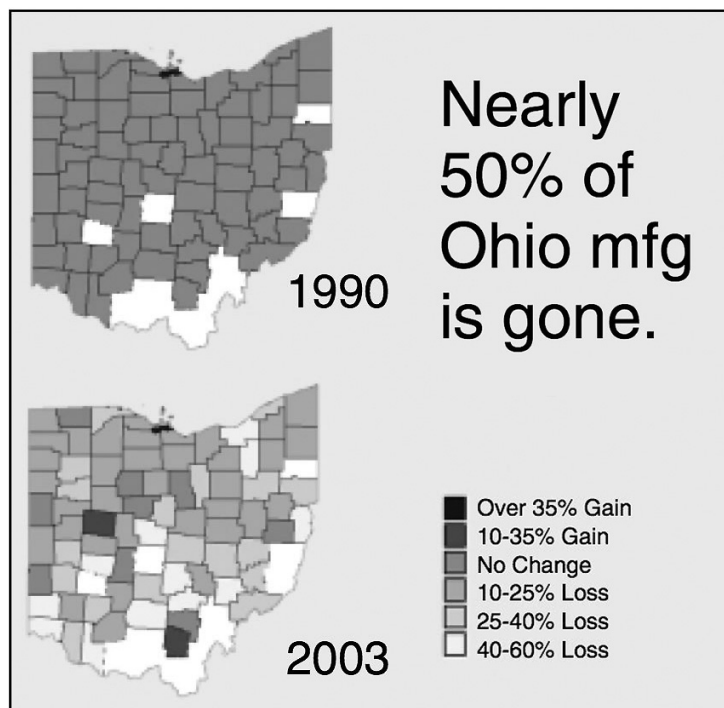 Nearly
50% of
Ohio mfg
is gone.
1990
2003
Over 35% Gain
10-35% Gain
No Change
10-25% Loss
25-40% Loss
40-60% Loss